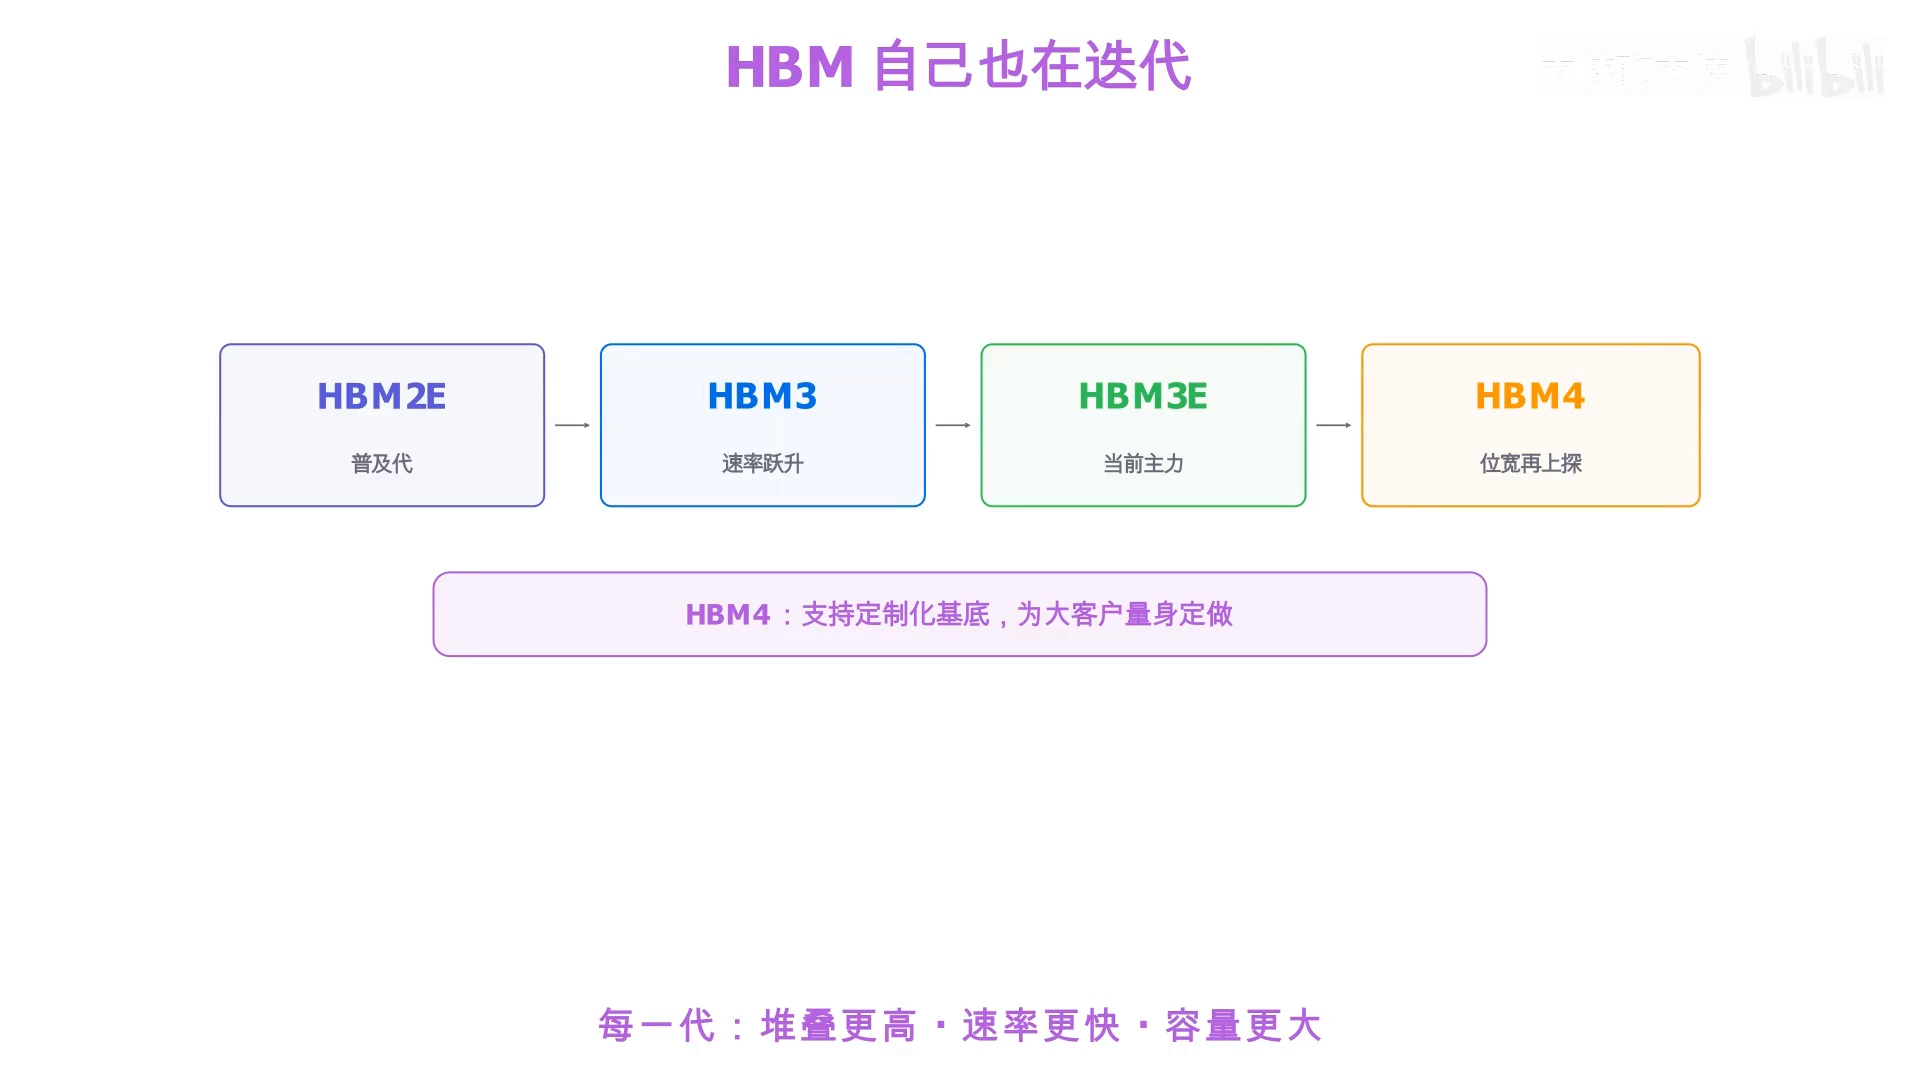 HBM 自己也在迭代
bilibili
HBM2E
普及代
HBM3
速率跃升
HBM3E
当前主力
HBM4
位宽再上探
HBM4：支持定制化基底，为大客户量身定做
每一代：堆叠更高·速率更快·容量更大